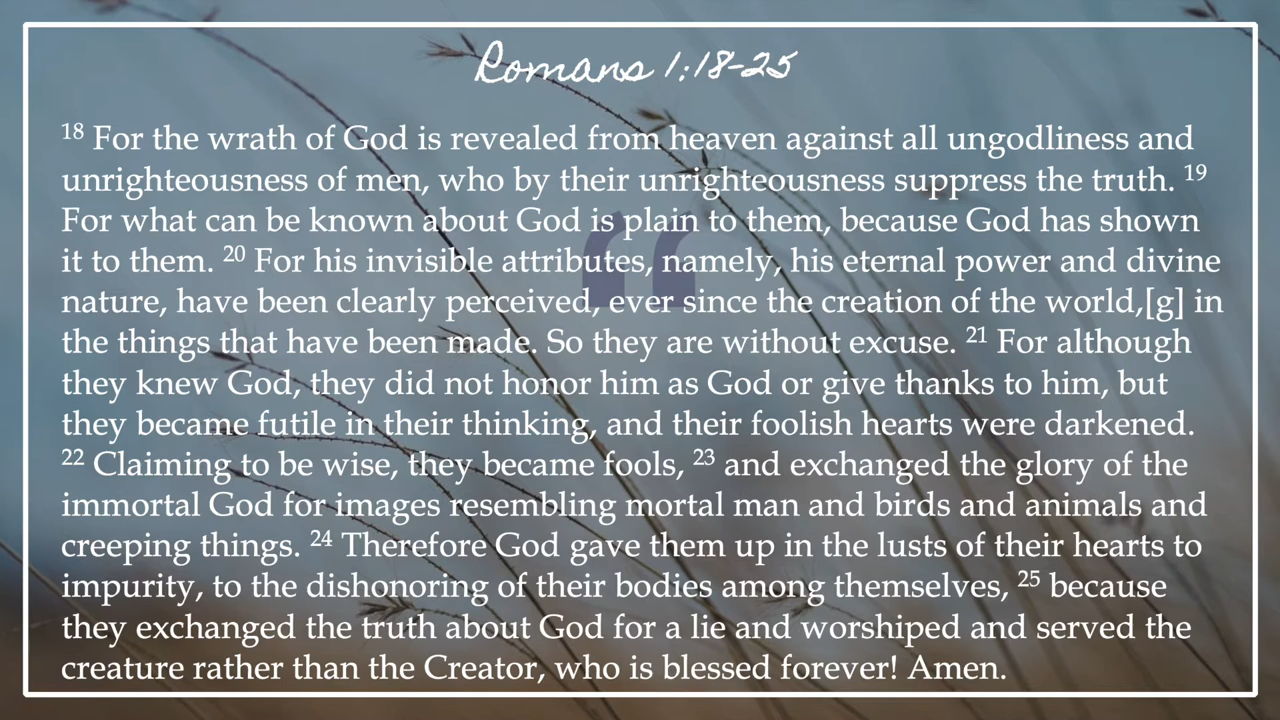 Romans 1:18-25
18 For the wrath of God is revealed from heaven against all ungodliness and
unrighteousness of men, who by their unrighteousness suppress the truth. 19
For what can be known about God is plain to them, because God has shown
it to them. 20 For his invisible attributes, namely, his eternal power and divine
nature, have been clearly perceived, ever since the creation of the world,[g] in
the things that have been made. So they are without excuse. 21 For although
they knew God, they did not honor him as God or give thanks to him, but
they became futile in their thinking, and their foolish hearts were darkened.
22 Claiming to be wise, they became fools, 23 and exchanged the glory of the
immortal God for images resembling mortal man and birds and animals and
creeping things. 24 Therefore God gave them up in the lusts of their hearts to
impurity, to the dishonoring of their bodies among themselves, 25 because
they exchanged the truth about God for a lie and worshiped and served the
creature rather than the Creator, who is blessed forever! Amen.